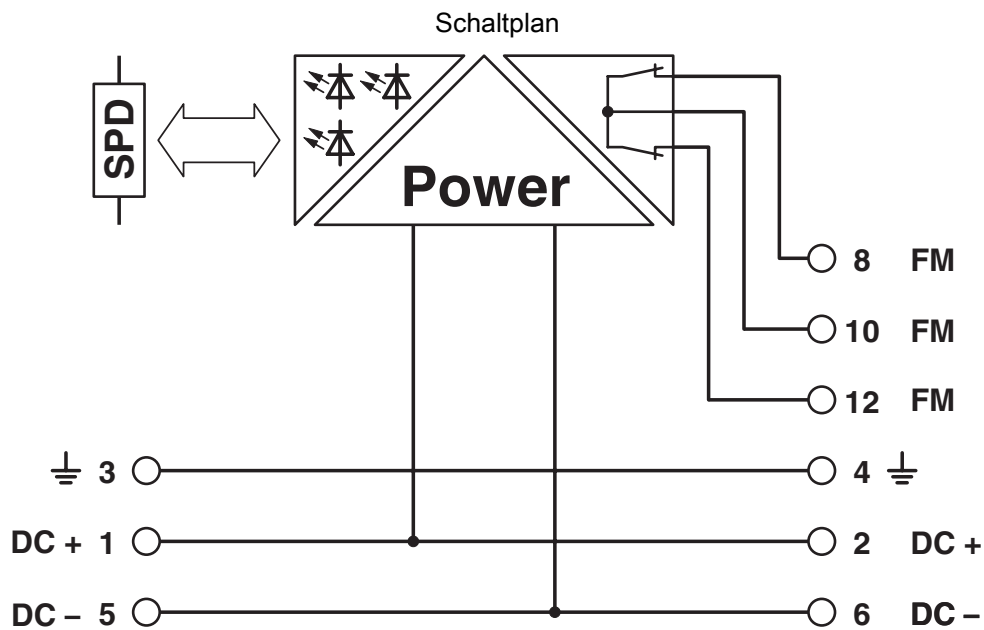 Schaltplan
SPD
Power
8 FM
10 FM
12 FM
3 4
DC + 1 2 DC +
DC – 5 6 DC –